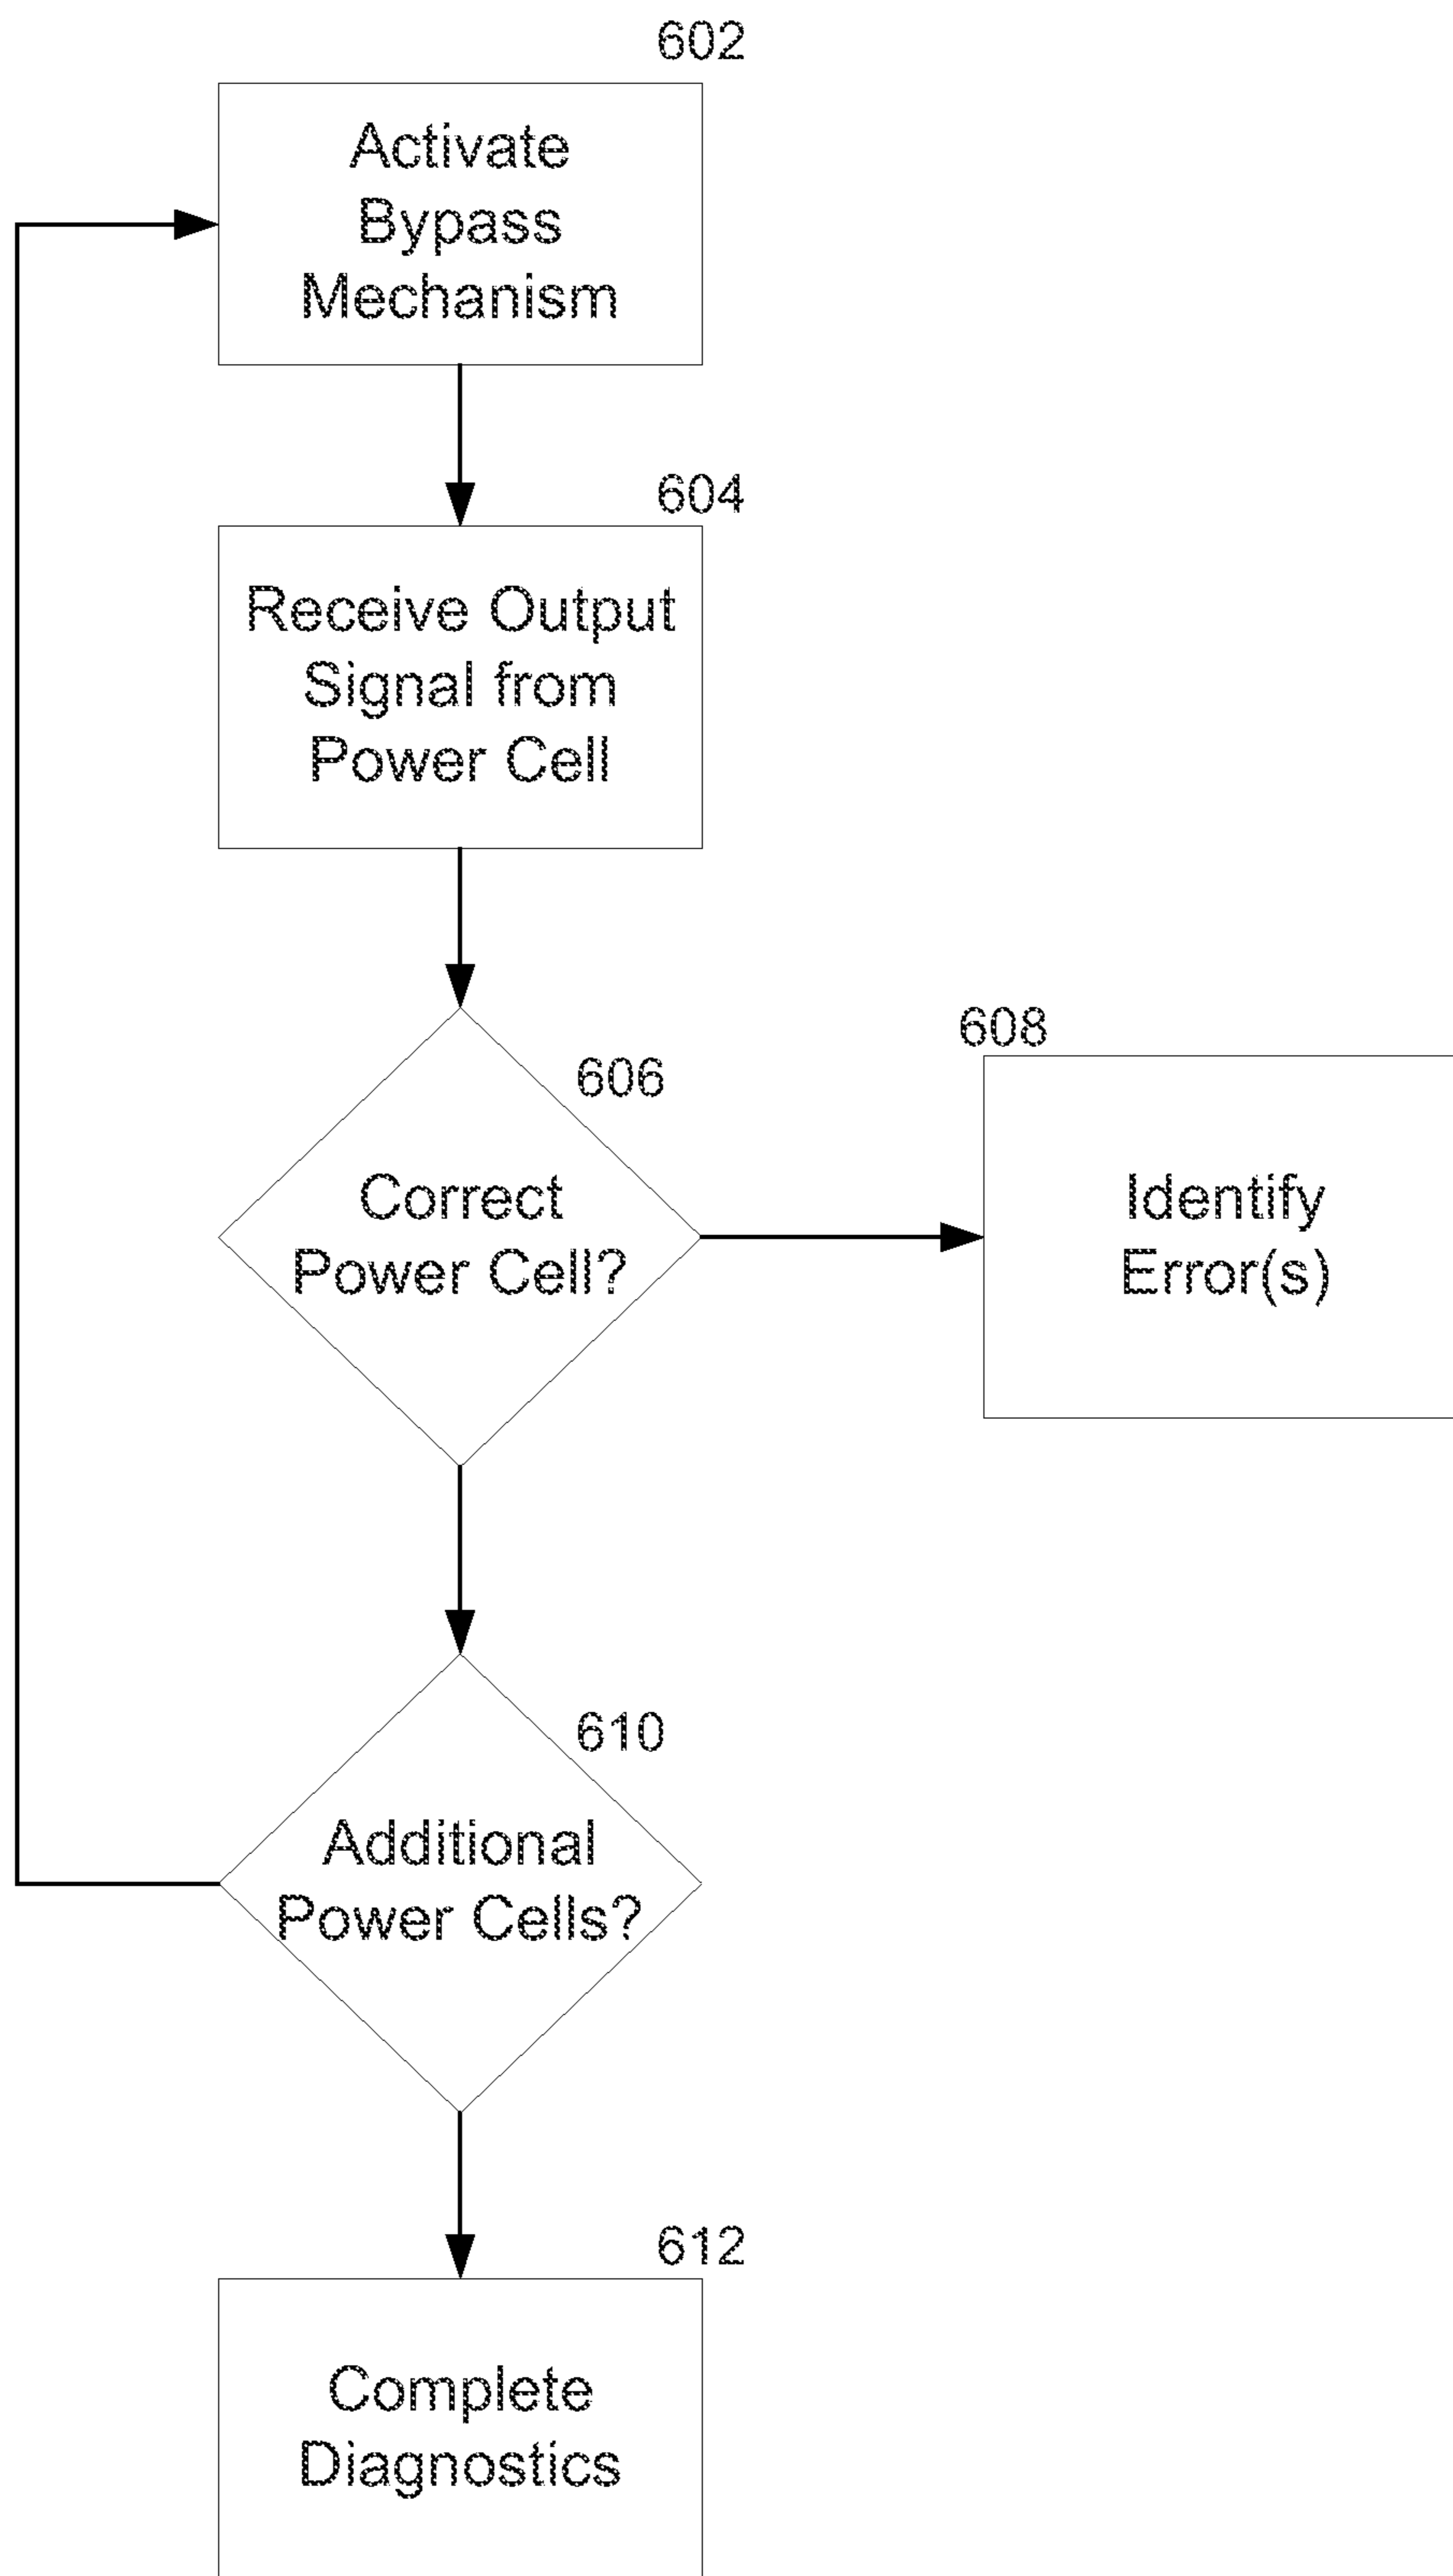 602
Activate
Bypass
Mechanism
604
Receive Output
Signal from
Power Cell
606
Correct
Power Cell?
608
Identify
Error(s)
610
Additional
Power Cells?
612
Complete
Diagnostics